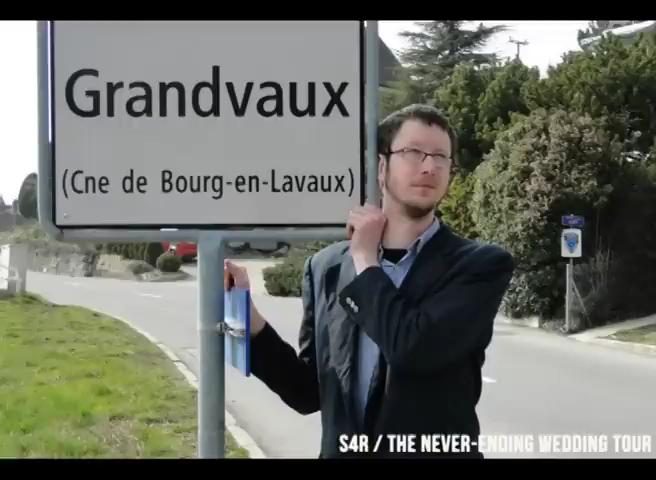 Grandvaux
(Cne de Bourg-en-Lavaux)
S4R / THE NEVER-ENDING WEDDING TOUR